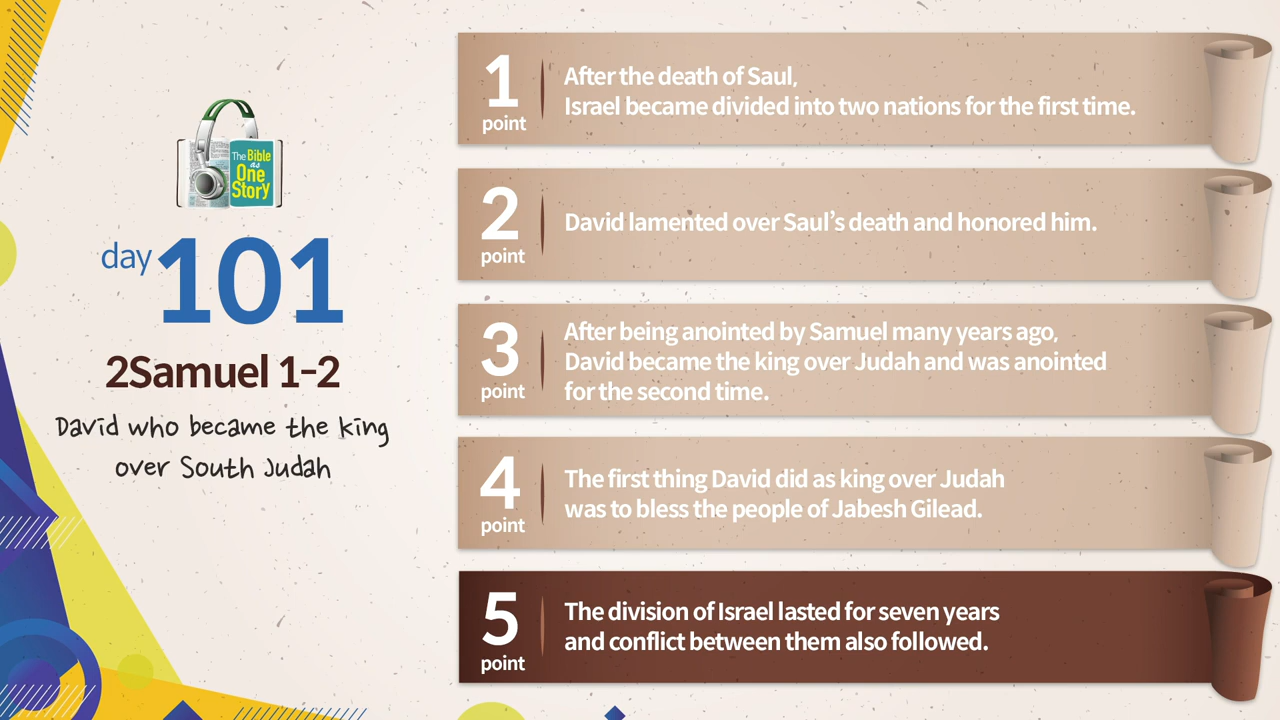 The Bible
as
One
Story
day 101
2Samuel 1-2
David who became the king
over South Judah
1
point
After the death of Saul,
Israel became divided into two nations for the first time.
2
point
David lamented over Saul’s death and honored him.
3
point
After being anointed by Samuel many years ago,
David became the king over Judah and was anointed
for the second time.
4
point
The first thing David did as king over Judah
was to bless the people of Jabesh Gilead.
5
point
The division of Israel lasted for seven years
and conflict between them also followed.